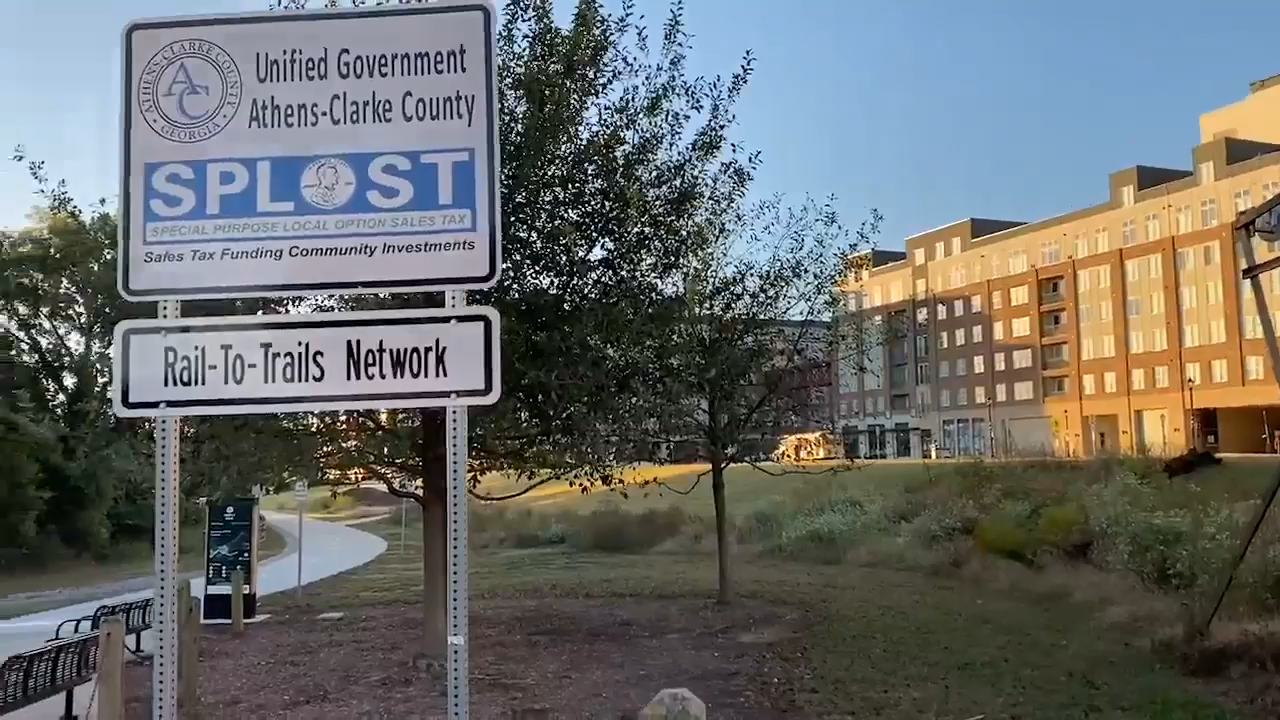 ATHENS-CLARKE COUNTY
AC
GEORGIA
Unified Government
Athens-Clarke County
SPLOST
SPECIAL PURPOSE LOCAL OPTION SALES TAX
Sales Tax Funding Community Investments
Rail-To-Trails Network